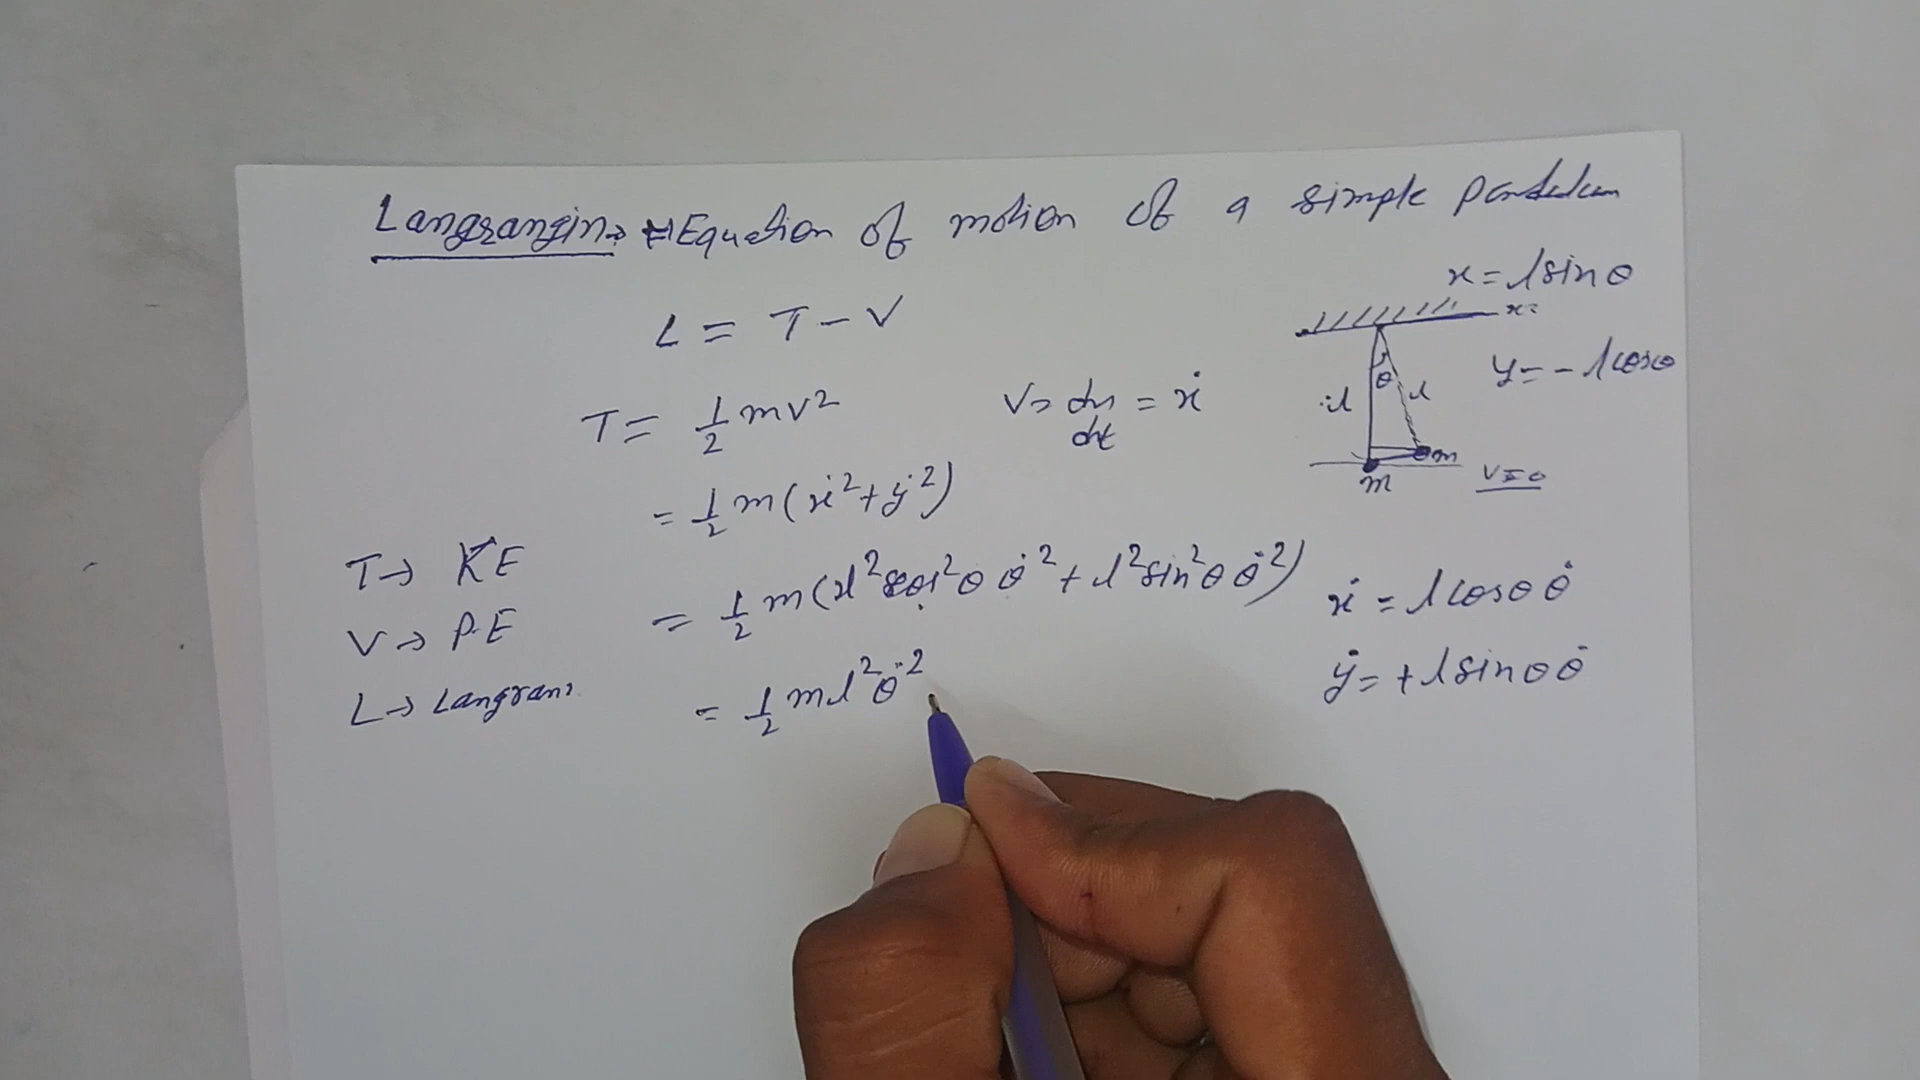 Langrangin → Equation of motion of a simple Pendulum
x = l sin θ
L = T - V
x=
y = - l cos θ
T = 1/2 mv²
V = dx/dt = ẋ
θ
l
l
= 1/2 m(ẋ² + ẏ²)
m
m
V = 0
T → KE
= 1/2 m(l² cos² θ θ̇² + l² sin² θ θ̇²)
ẋ = l cos θ θ̇
V → P.E
L → Langran
= 1/2 ml² θ̇²
ẏ = + l sin θ θ̇